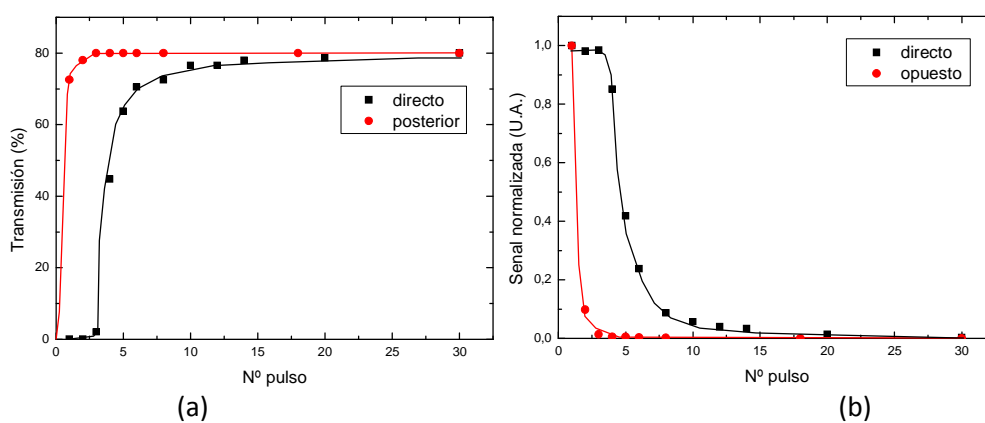 80
60
40
20
0
0
5
10
15
20
25
30
Transmisión (%)
Nº pulso
directo
posterior
(a)
1,0
0,8
0,6
0,4
0,2
0,0
0
5
10
15
20
25
30
Senal normalizada (U.A.)
Nº pulso
directo
opuesto
(b)